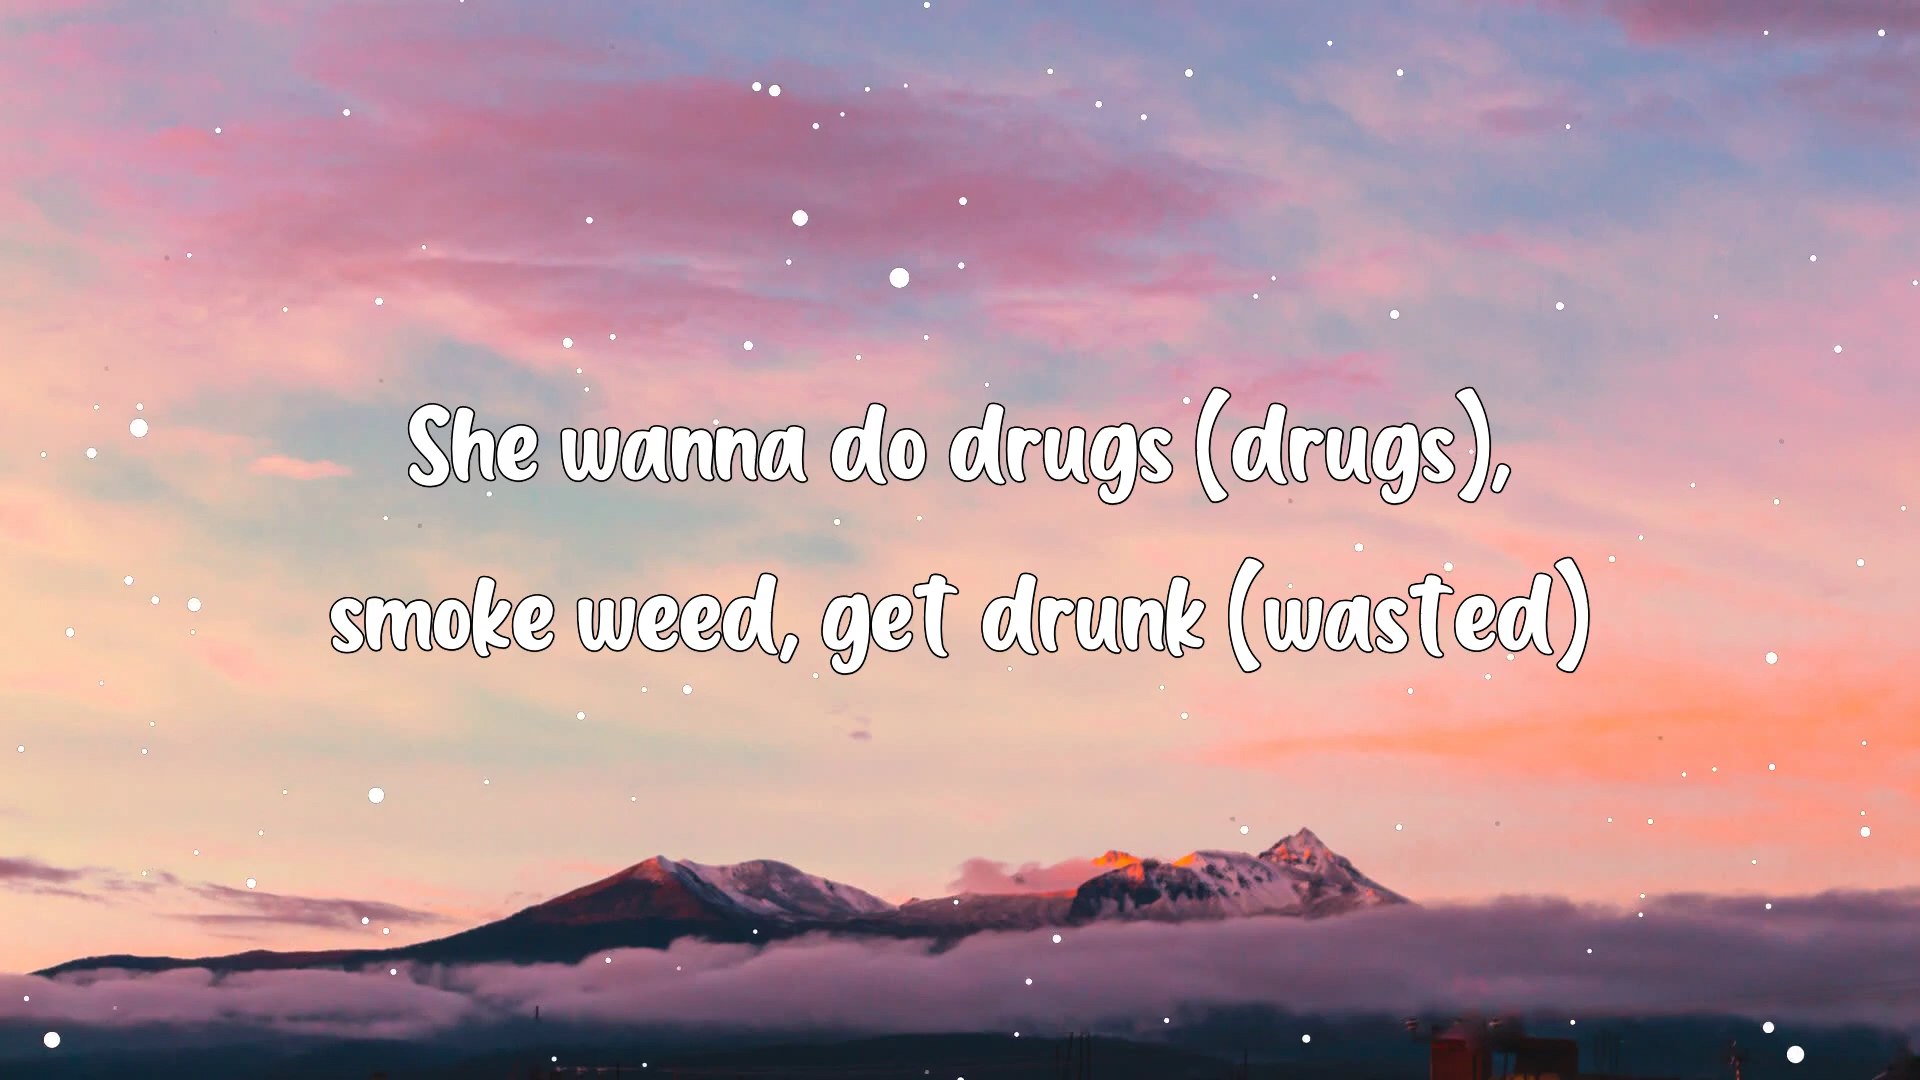 She wanna do drugs (drugs),
smoke weed, get drunk (wasted)